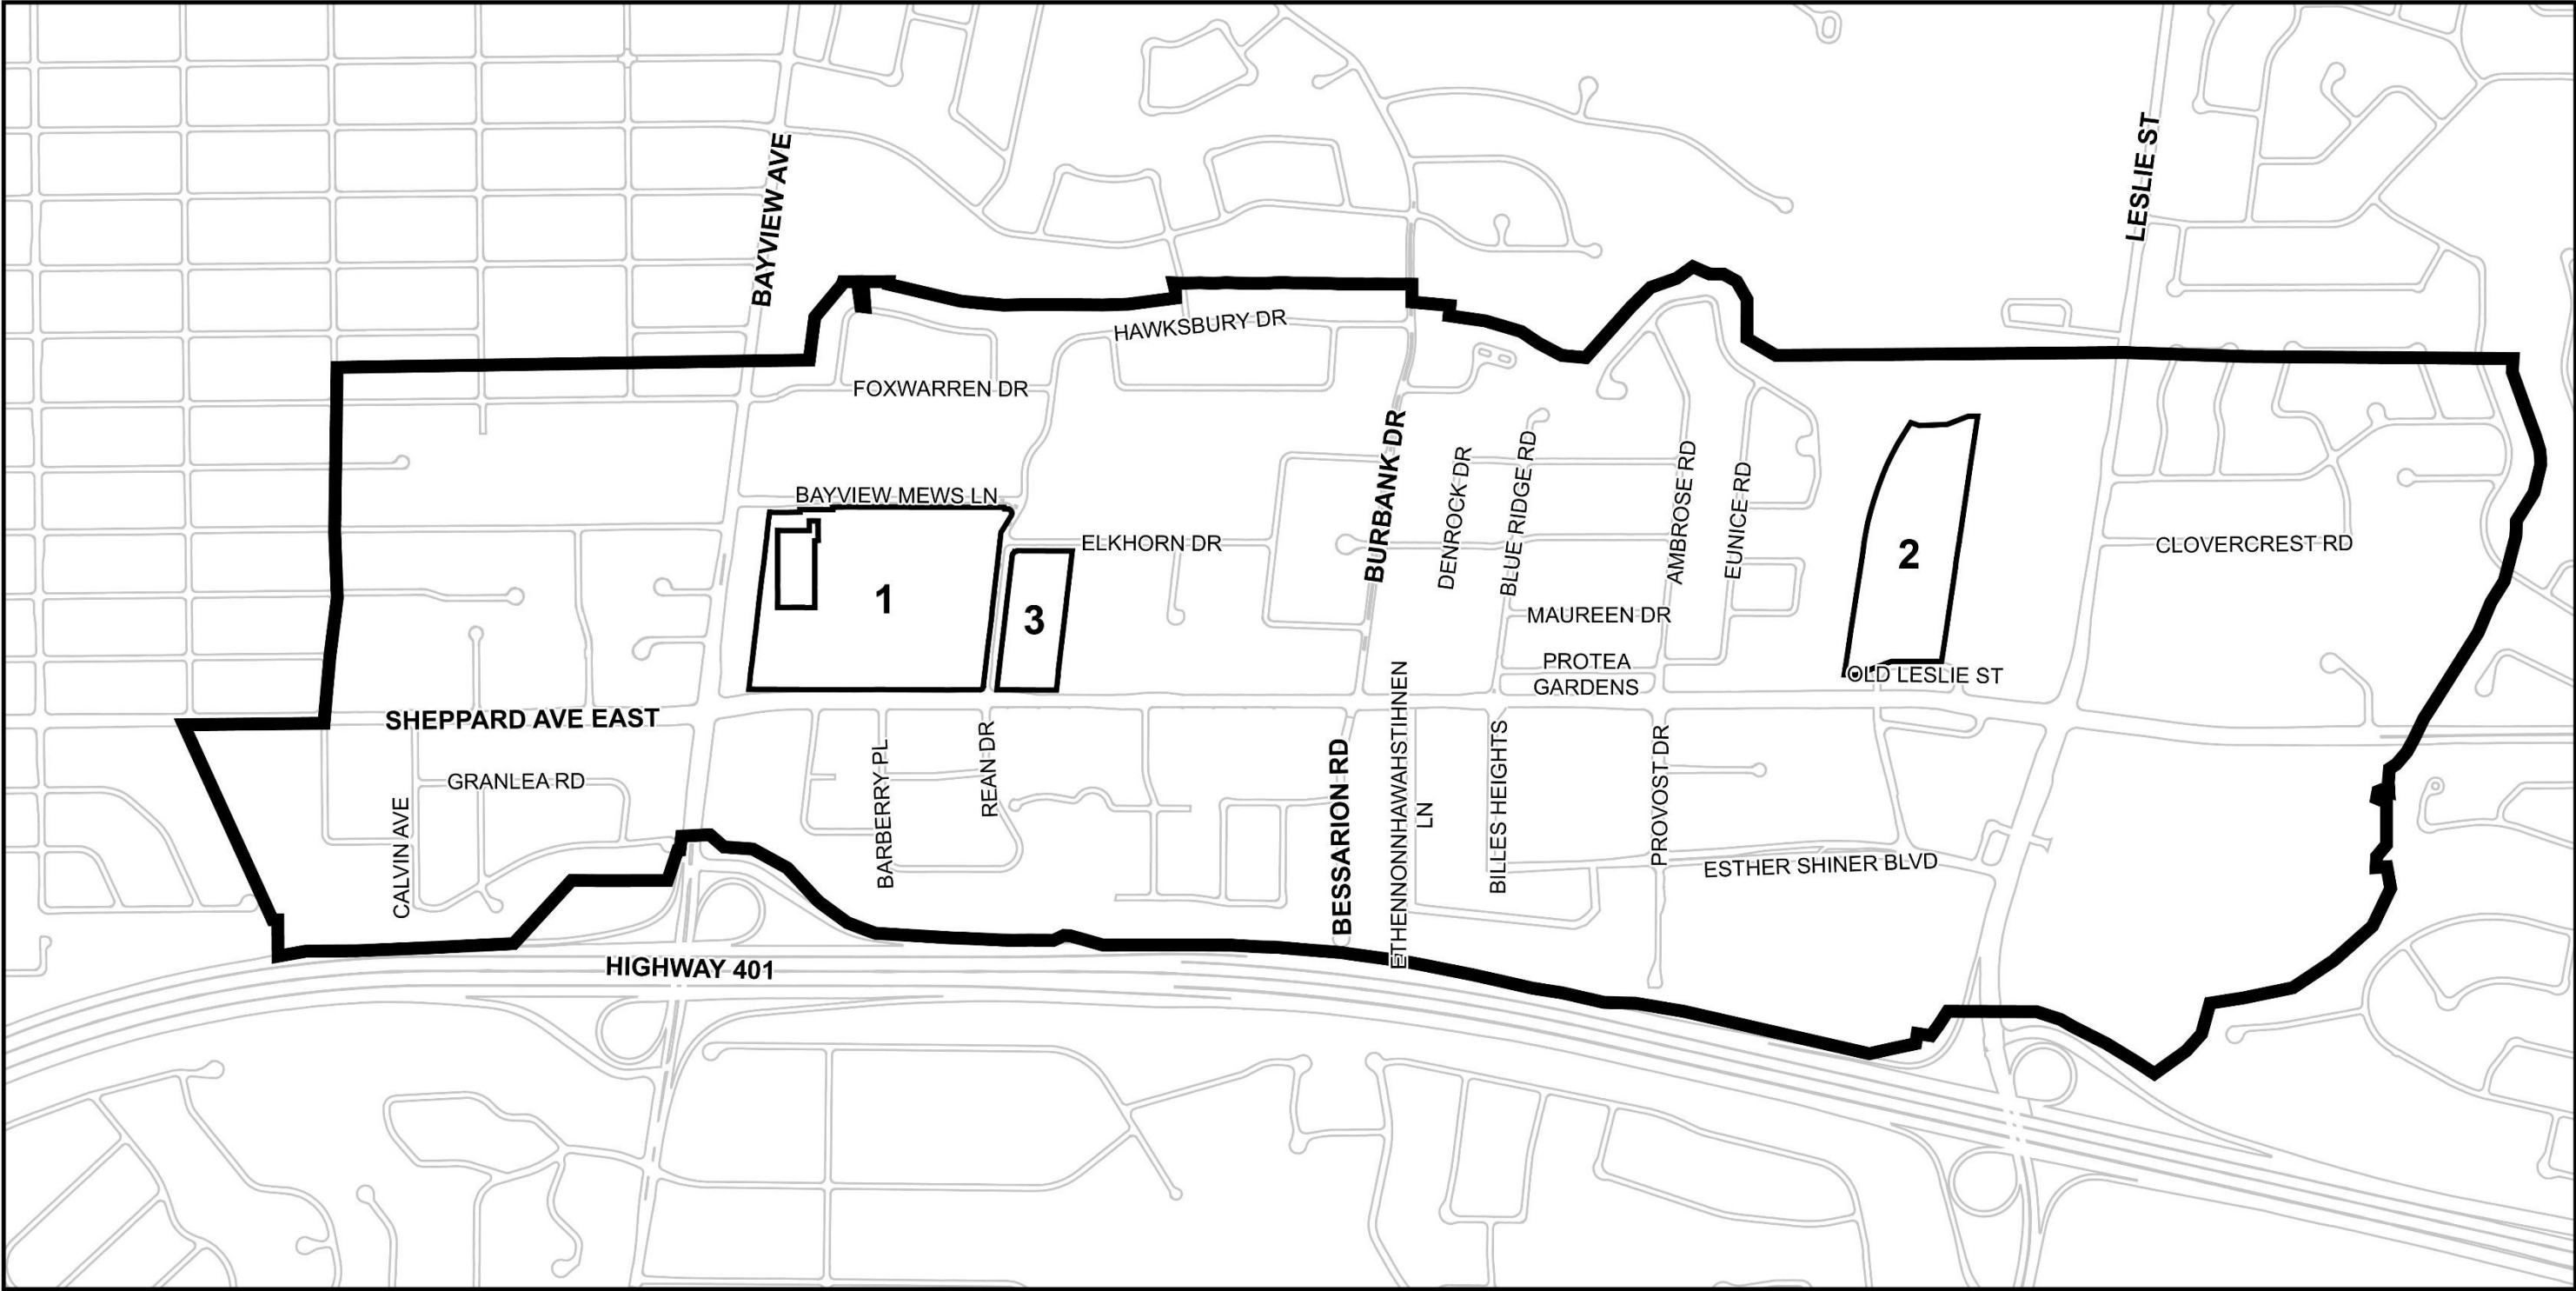 BAYVIEW AVE
LESLIE ST
HAWKSBURY DR
FOXWARREN DR
BURBANK DR
DENROCK DR
BLUE RIDGE RD
AMBROSE RD
EUNICE RD
BAYVIEW MEWS LN
ELKHORN DR
CLOVERCREST RD
1
2
3
MAUREEN DR
PROTEA
GARDENS
OLD LESLIE ST
SHEPPARD AVE EAST
GRANLEA RD
CALVIN AVE
BARBERRY PL
REAN DR
BESSARION RD
ETHENNONNHAWAHSTIHNEN
LN
BILLES HEIGHTS
PROVOST DR
ESTHER SHINER BLVD
HIGHWAY 401